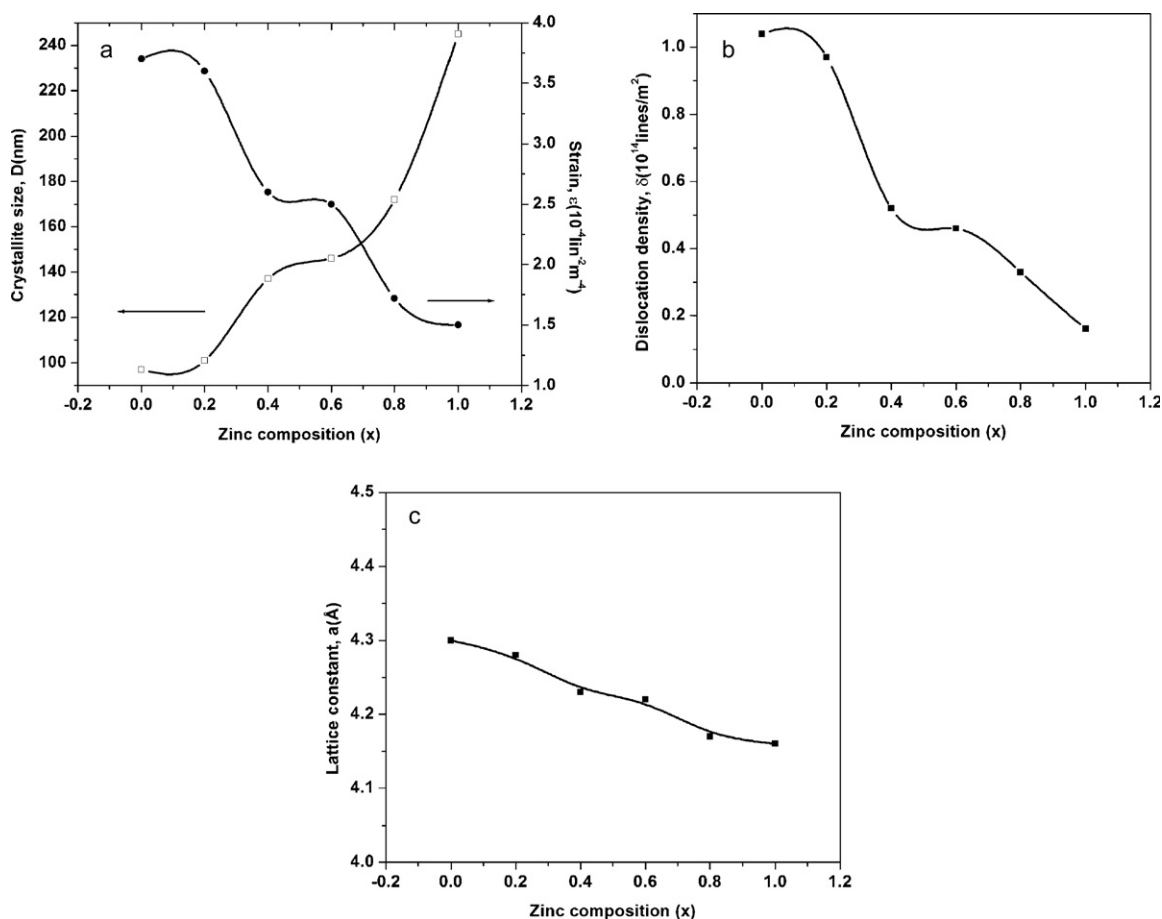 a
240
220
200
180
160
140
120
100
Crystallite size, D(nm)
4.0
3.5
3.0
2.5
2.0
1.5
1.0
Strain, ε(10⁻⁴lin⁻²m⁻⁴)
-0.2 0.0 0.2 0.4 0.6 0.8 1.0 1.2
Zinc composition (x)
b
1.0
0.8
0.6
0.4
0.2
0.0
Dislocation density, δ(10¹⁴lines/m²)
-0.2 0.0 0.2 0.4 0.6 0.8 1.0 1.2
Zinc composition (x)
c
4.5
4.4
4.3
4.2
4.1
4.0
Lattice constant, a(Å)
-0.2 0.0 0.2 0.4 0.6 0.8 1.0 1.2
Zinc composition (x)